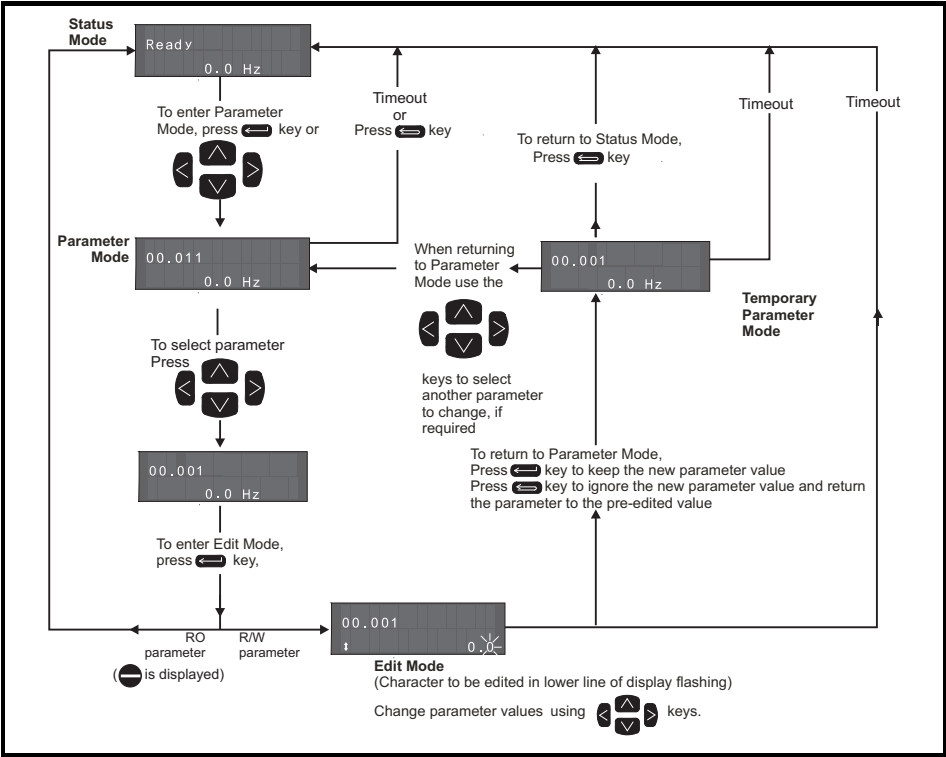 Status
Mode
Ready
0.0 Hz
To enter Parameter
Mode, press key or
Timeout
or
Press key
To return to Status Mode,
Press key
Timeout
Timeout
Parameter
Mode
00.011
0.0 Hz
When returning
to Parameter
Mode use the
00.001
0.0 Hz
Temporary
Parameter
Mode
To select parameter
Press
keys to select
another parameter
to change, if
required
00.001
0.0 Hz
To return to Parameter Mode,
Press key to keep the new parameter value
Press key to ignore the new parameter value and return
the parameter to the pre-edited value
To enter Edit Mode,
press key,
RO
parameter
R/W
parameter
( is displayed)
00.001
0.0
Edit Mode
(Character to be edited in lower line of display flashing)
Change parameter values using keys.